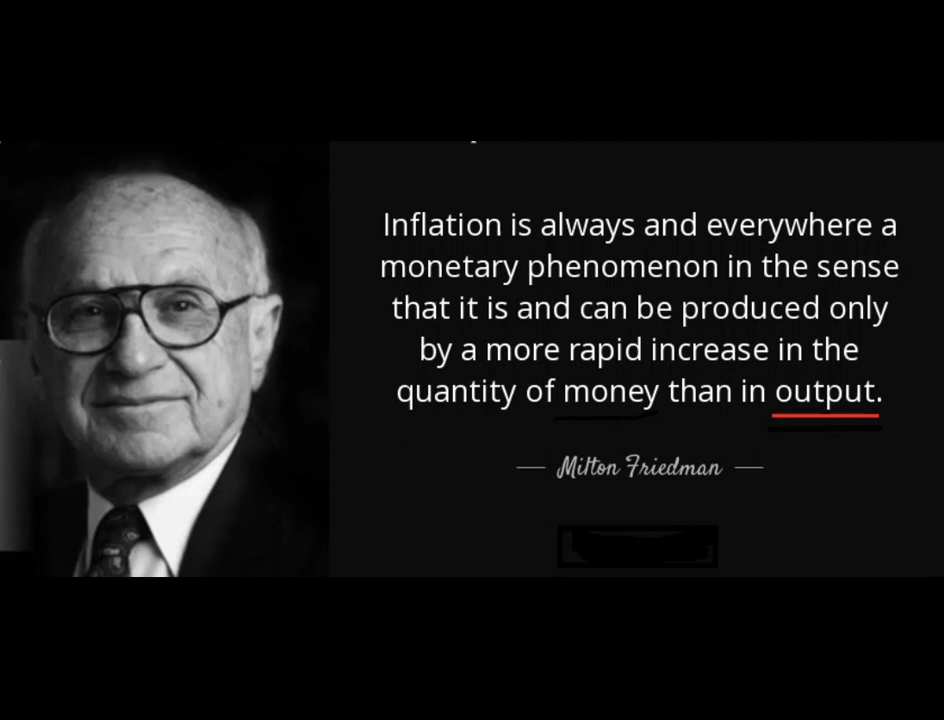 Inflation is always and everywhere a
monetary phenomenon in the sense
that it is and can be produced only
by a more rapid increase in the
quantity of money than in output.
Milton Friedman